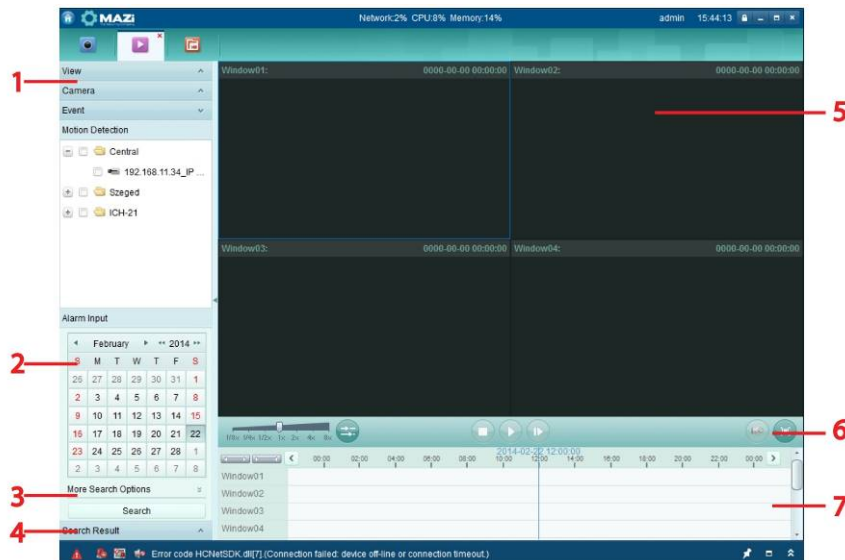 MAZi Network:2% CPU:8% Memory:14% admin 15:44:13
1
View
Camera
Event
Motion Detection
Central
192.168.11.34_IP ...
Szeged
ICH-21
Window01: 0000-00-00 00:00:00 Window02: 0000-00-00 00:00:00
5
Window03: 0000-00-00 00:00:00 Window04: 0000-00-00 00:00:00
Alarm Input
February 2014
2
S M T W T F S
26 27 28 29 30 31 1
2 3 4 5 6 7 8
9 10 11 12 13 14 15
16 17 18 19 20 21 22
23 24 25 26 27 28 1
2 3 4 5 6 7 8
3
More Search Options
Search
4
Search Result
1/8x 1/4x 1/2x 1x 2x 4x 8x
6
2014-02-22 12:00:00
00:00 02:00 04:00 06:00 08:00 10:00 12:00 14:00 16:00 18:00 20:00 22:00 00:00
Window01
Window02
Window03
Window04
7
Error code HCNetSDK.dll[7].(Connection failed: device off-line or connection timeout.)